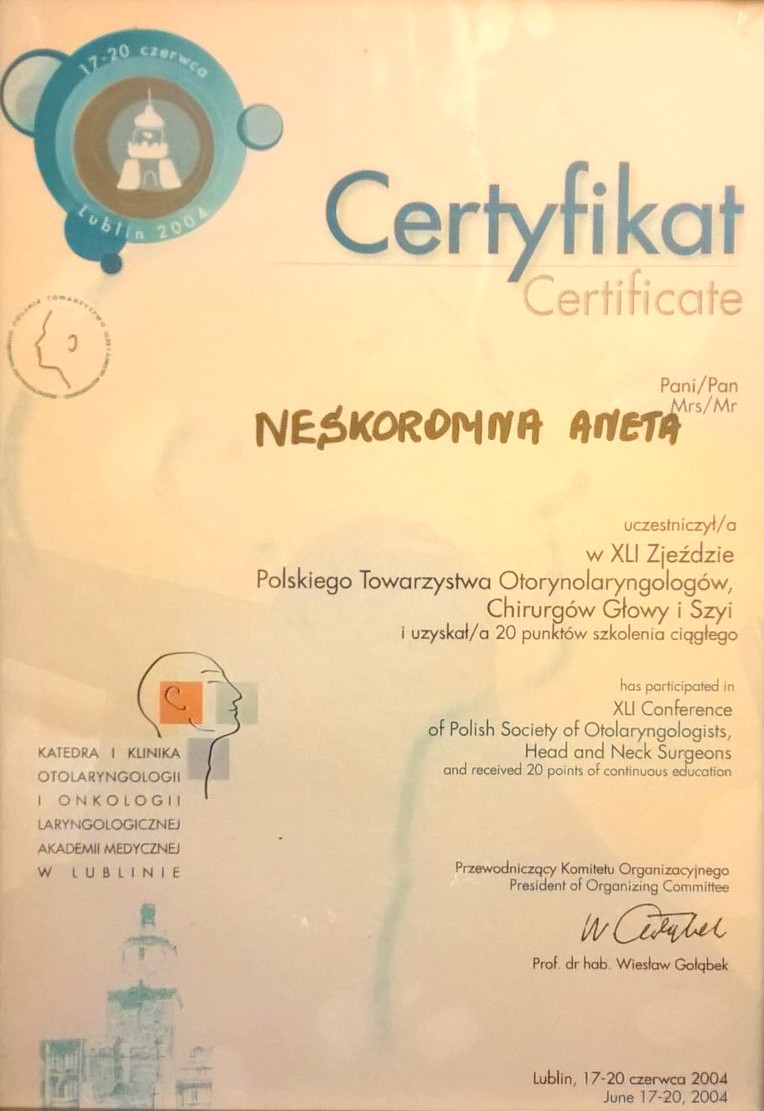 17-20 czerwca
Lublin 2004
Certyfikat
Certificate
POLSKIE TOWARZYSTWO
Pani/Pan
Mrs/Mr
NESKOROMNA ANETA
uczestniczył/a
w XLI Zjeździe
Polskiego Towarzystwa Otorynolaryngologów,
Chirurgów Głowy i Szyi
i uzyskał/a 20 punktów szkolenia ciągłego
has participated in
XLI Conference
of Polish Society of Otolaryngologists,
Head and Neck Surgeons
and received 20 points of continuous education
KATEDRA I KLINIKA
OTOLARYNGOLOGII
I ONKOLOGII
LARYNGOLOGICZNEJ
AKADEMII MEDYCZNEJ
W LUBLINIE
Przewodniczący Komitetu Organizacyjnego
President of Organizing Committee
W Gołąbek
Prof. dr hab. Wiesław Gołąbek
Lublin, 17-20 czerwca 2004
June 17-20, 2004